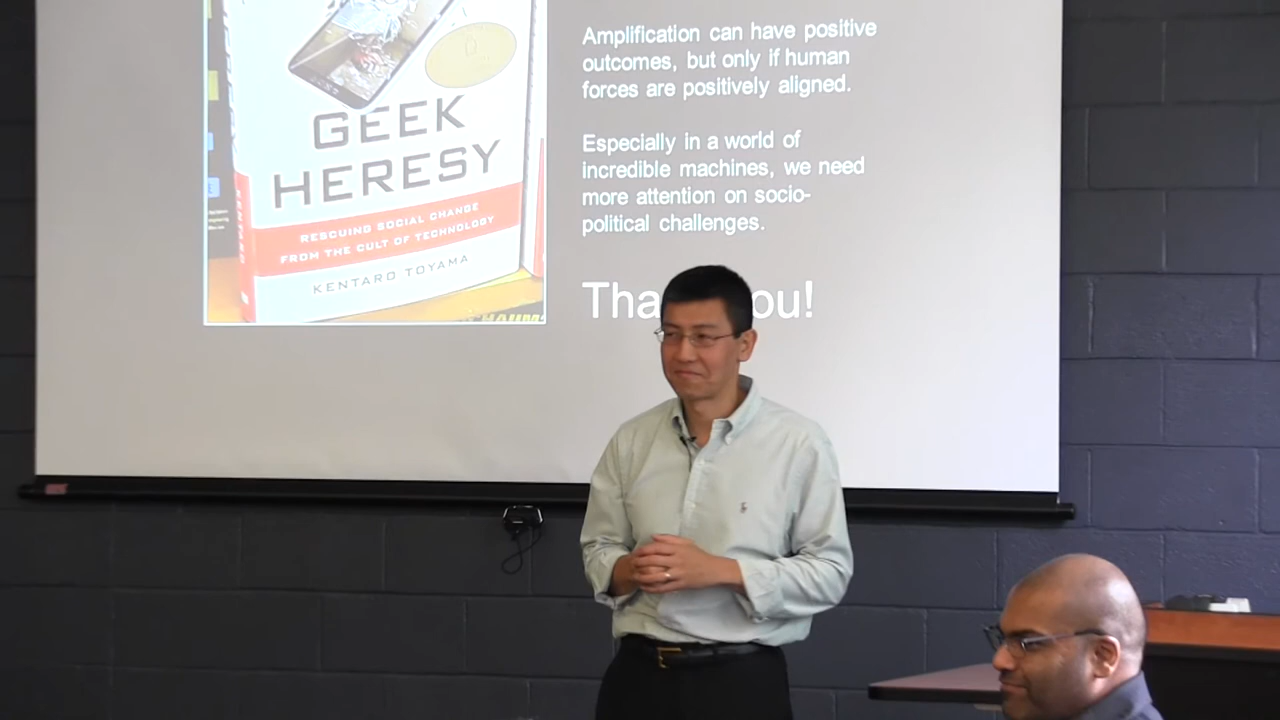 GEEK
HERESY
RESCUING SOCIAL CHANGE
FROM THE CULT OF TECHNOLOGY
KENTARO TOYAMA
Amplification can have positive
outcomes, but only if human
forces are positively aligned.
Especially in a world of
incredible machines, we need
more attention on socio-
political challenges.